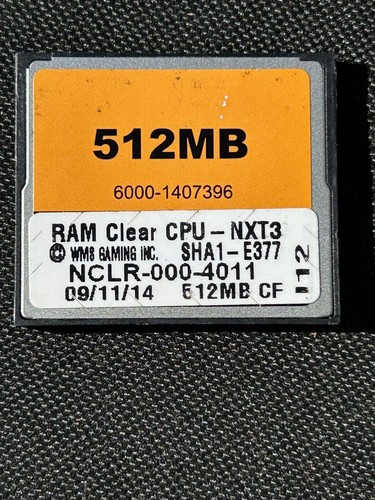 512MB
6000-1407396
RAM Clear CPU-NXT3
© WMS GAMING INC. SHA1-E377
NCLR-000-4011
09/11/14 512MB CF
112